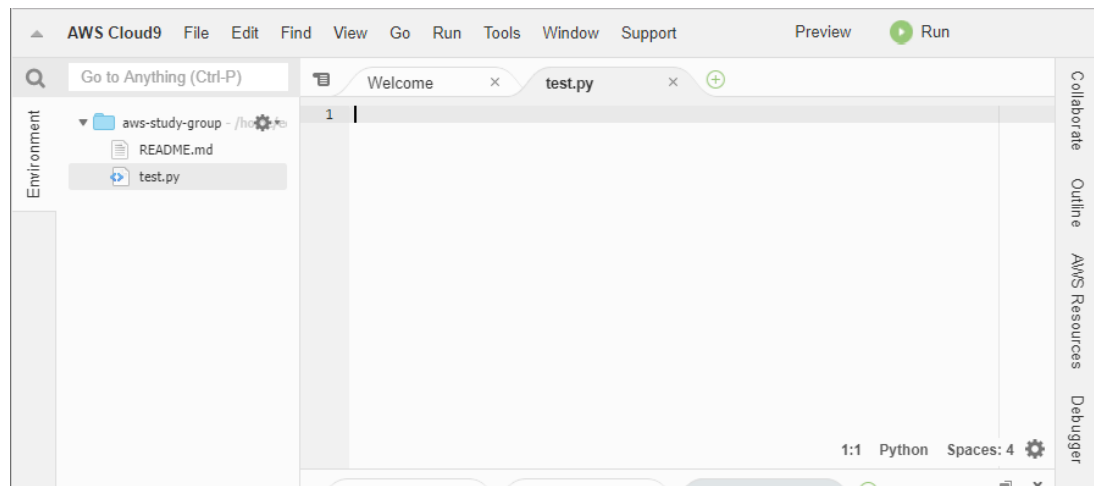 AWS Cloud9 File Edit Find View Go Run Tools Window Support Preview Run
Go to Anything (Ctrl-P)
Welcome
test.py
Environment
aws-study-group
README.md
test.py
1
1:1 Python Spaces: 4
Collaborate
Outline
AWS Resources
Debugger